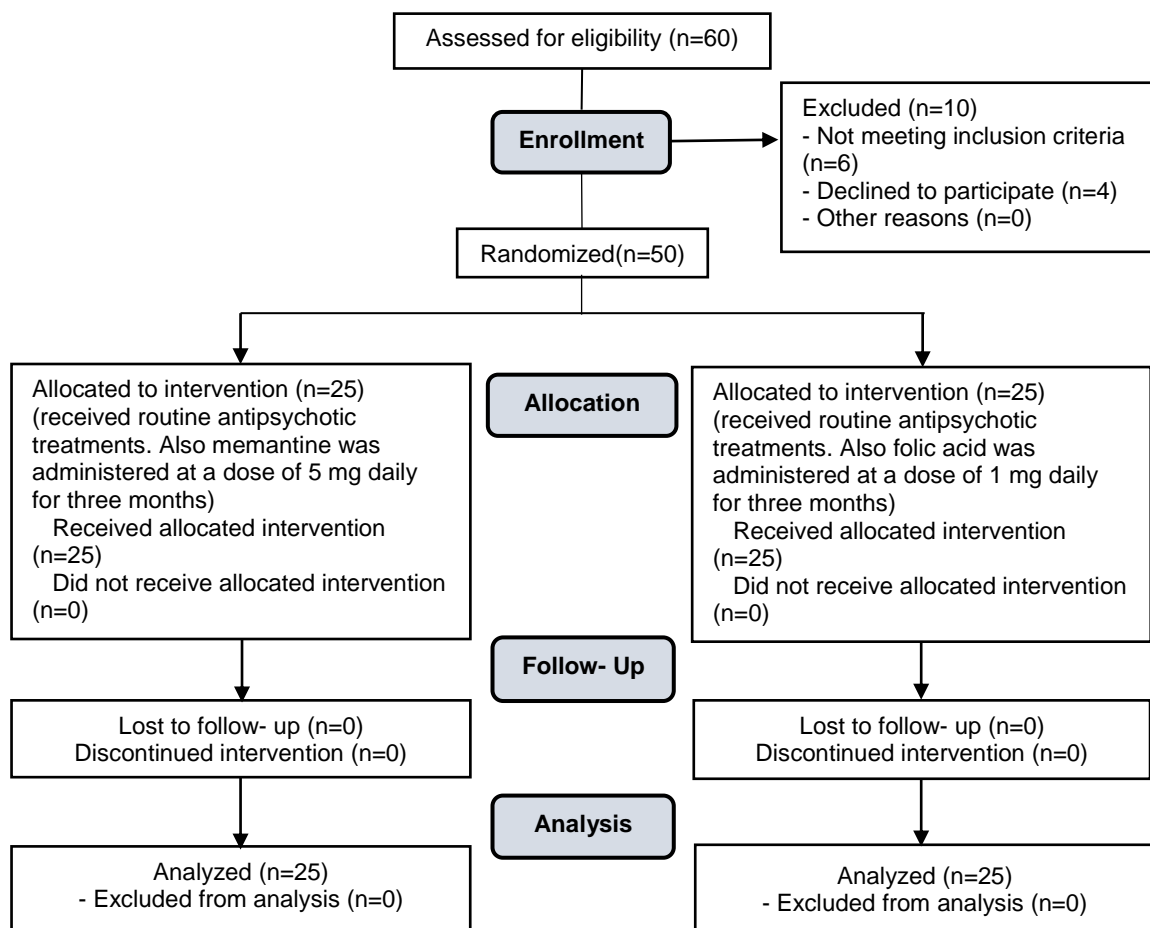 Assessed for eligibility (n=60)
Enrollment
Excluded (n=10)
- Not meeting inclusion criteria
(n=6)
- Declined to participate (n=4)
- Other reasons (n=0)
Randomized(n=50)
Allocation
Allocated to intervention (n=25)
(received routine antipsychotic
treatments. Also memantine was
administered at a dose of 5 mg daily
for three months)
Received allocated intervention
(n=25)
Did not receive allocated intervention
(n=0)
Allocated to intervention (n=25)
(received routine antipsychotic
treatments. Also folic acid was
administered at a dose of 1 mg daily
for three months)
Received allocated intervention
(n=25)
Did not receive allocated intervention
(n=0)
Follow- Up
Lost to follow- up (n=0)
Discontinued intervention (n=0)
Lost to follow- up (n=0)
Discontinued intervention (n=0)
Analysis
Analyzed (n=25)
- Excluded from analysis (n=0)
Analyzed (n=25)
- Excluded from analysis (n=0)